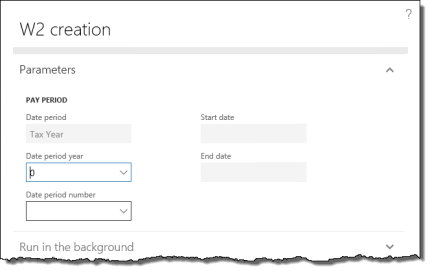 ?
W2 creation
Parameters
PAY PERIOD
Date period
Start date
Tax Year
Date period year
End date
0
Date period number
Run in the background